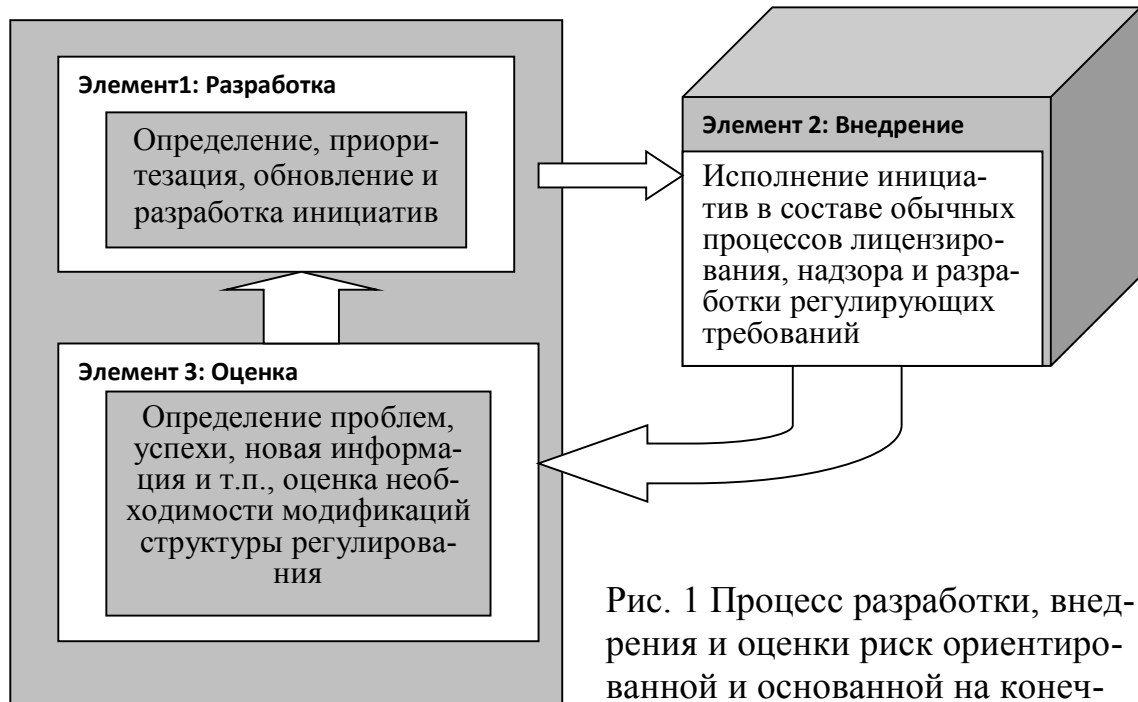 Элемент1: Разработка
Определение, приори-
тезация, обновление и
разработка инициатив
Элемент 2: Внедрение
Исполнение инициа-
тив в составе обычных
процессов лицензиро-
вания, надзора и разра-
ботки регулирующих
требований
Элемент 3: Оценка
Определение проблем,
успехи, новая информа-
ция и т.п., оценка необ-
ходимости модификаций
структуры регулирова-
ния
Рис. 1 Процесс разработки, внед-
рения и оценки риск ориентиро-
ванной и основанной на конеч-